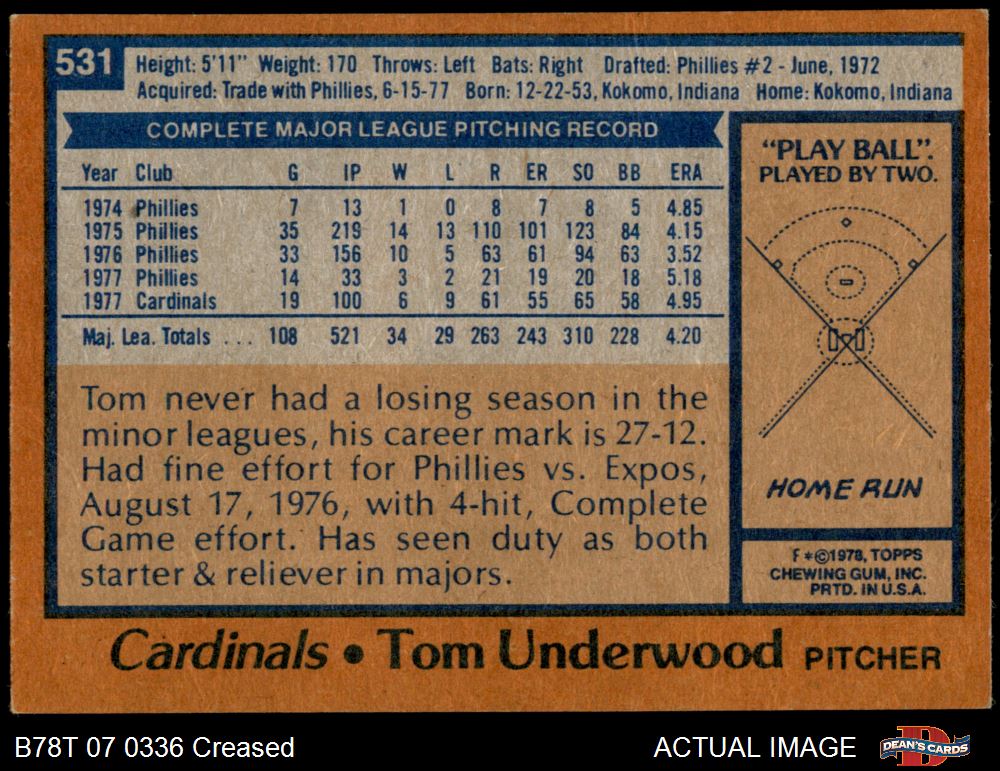 531
Height: 5'11" Weight: 170 Throws: Left Bats: Right Drafted: Phillies #2 - June, 1972
Acquired: Trade with Phillies, 6-15-77 Born: 12-22-53, Kokomo, Indiana Home: Kokomo, Indiana
COMPLETE MAJOR LEAGUE PITCHING RECORD
Year Club G IP W L R ER SO BB ERA
1974 Phillies 7 13 1 0 8 7 8 5 4.85
1975 Phillies 35 219 14 13 110 101 123 84 4.15
1976 Phillies 33 156 10 5 63 61 94 63 3.52
1977 Phillies 14 33 3 2 21 19 20 18 5.18
1977 Cardinals 19 100 6 9 61 55 65 58 4.95
Maj. Lea. Totals ... 108 521 34 29 263 243 310 228 4.20
Tom never had a losing season in the
minor leagues, his career mark is 27-12.
Had fine effort for Phillies vs. Expos,
August 17, 1976, with 4-hit, Complete
Game effort. Has seen duty as both
starter & reliever in majors.
"PLAY BALL".
PLAYED BY TWO.
HOME RUN
F*©1978, TOPPS
CHEWING GUM, INC.
PRTD. IN U.S.A.
Cardinals • Tom Underwood PITCHER
B78T 07 0336 Creased
ACTUAL IMAGE
DEAN'S CARDS